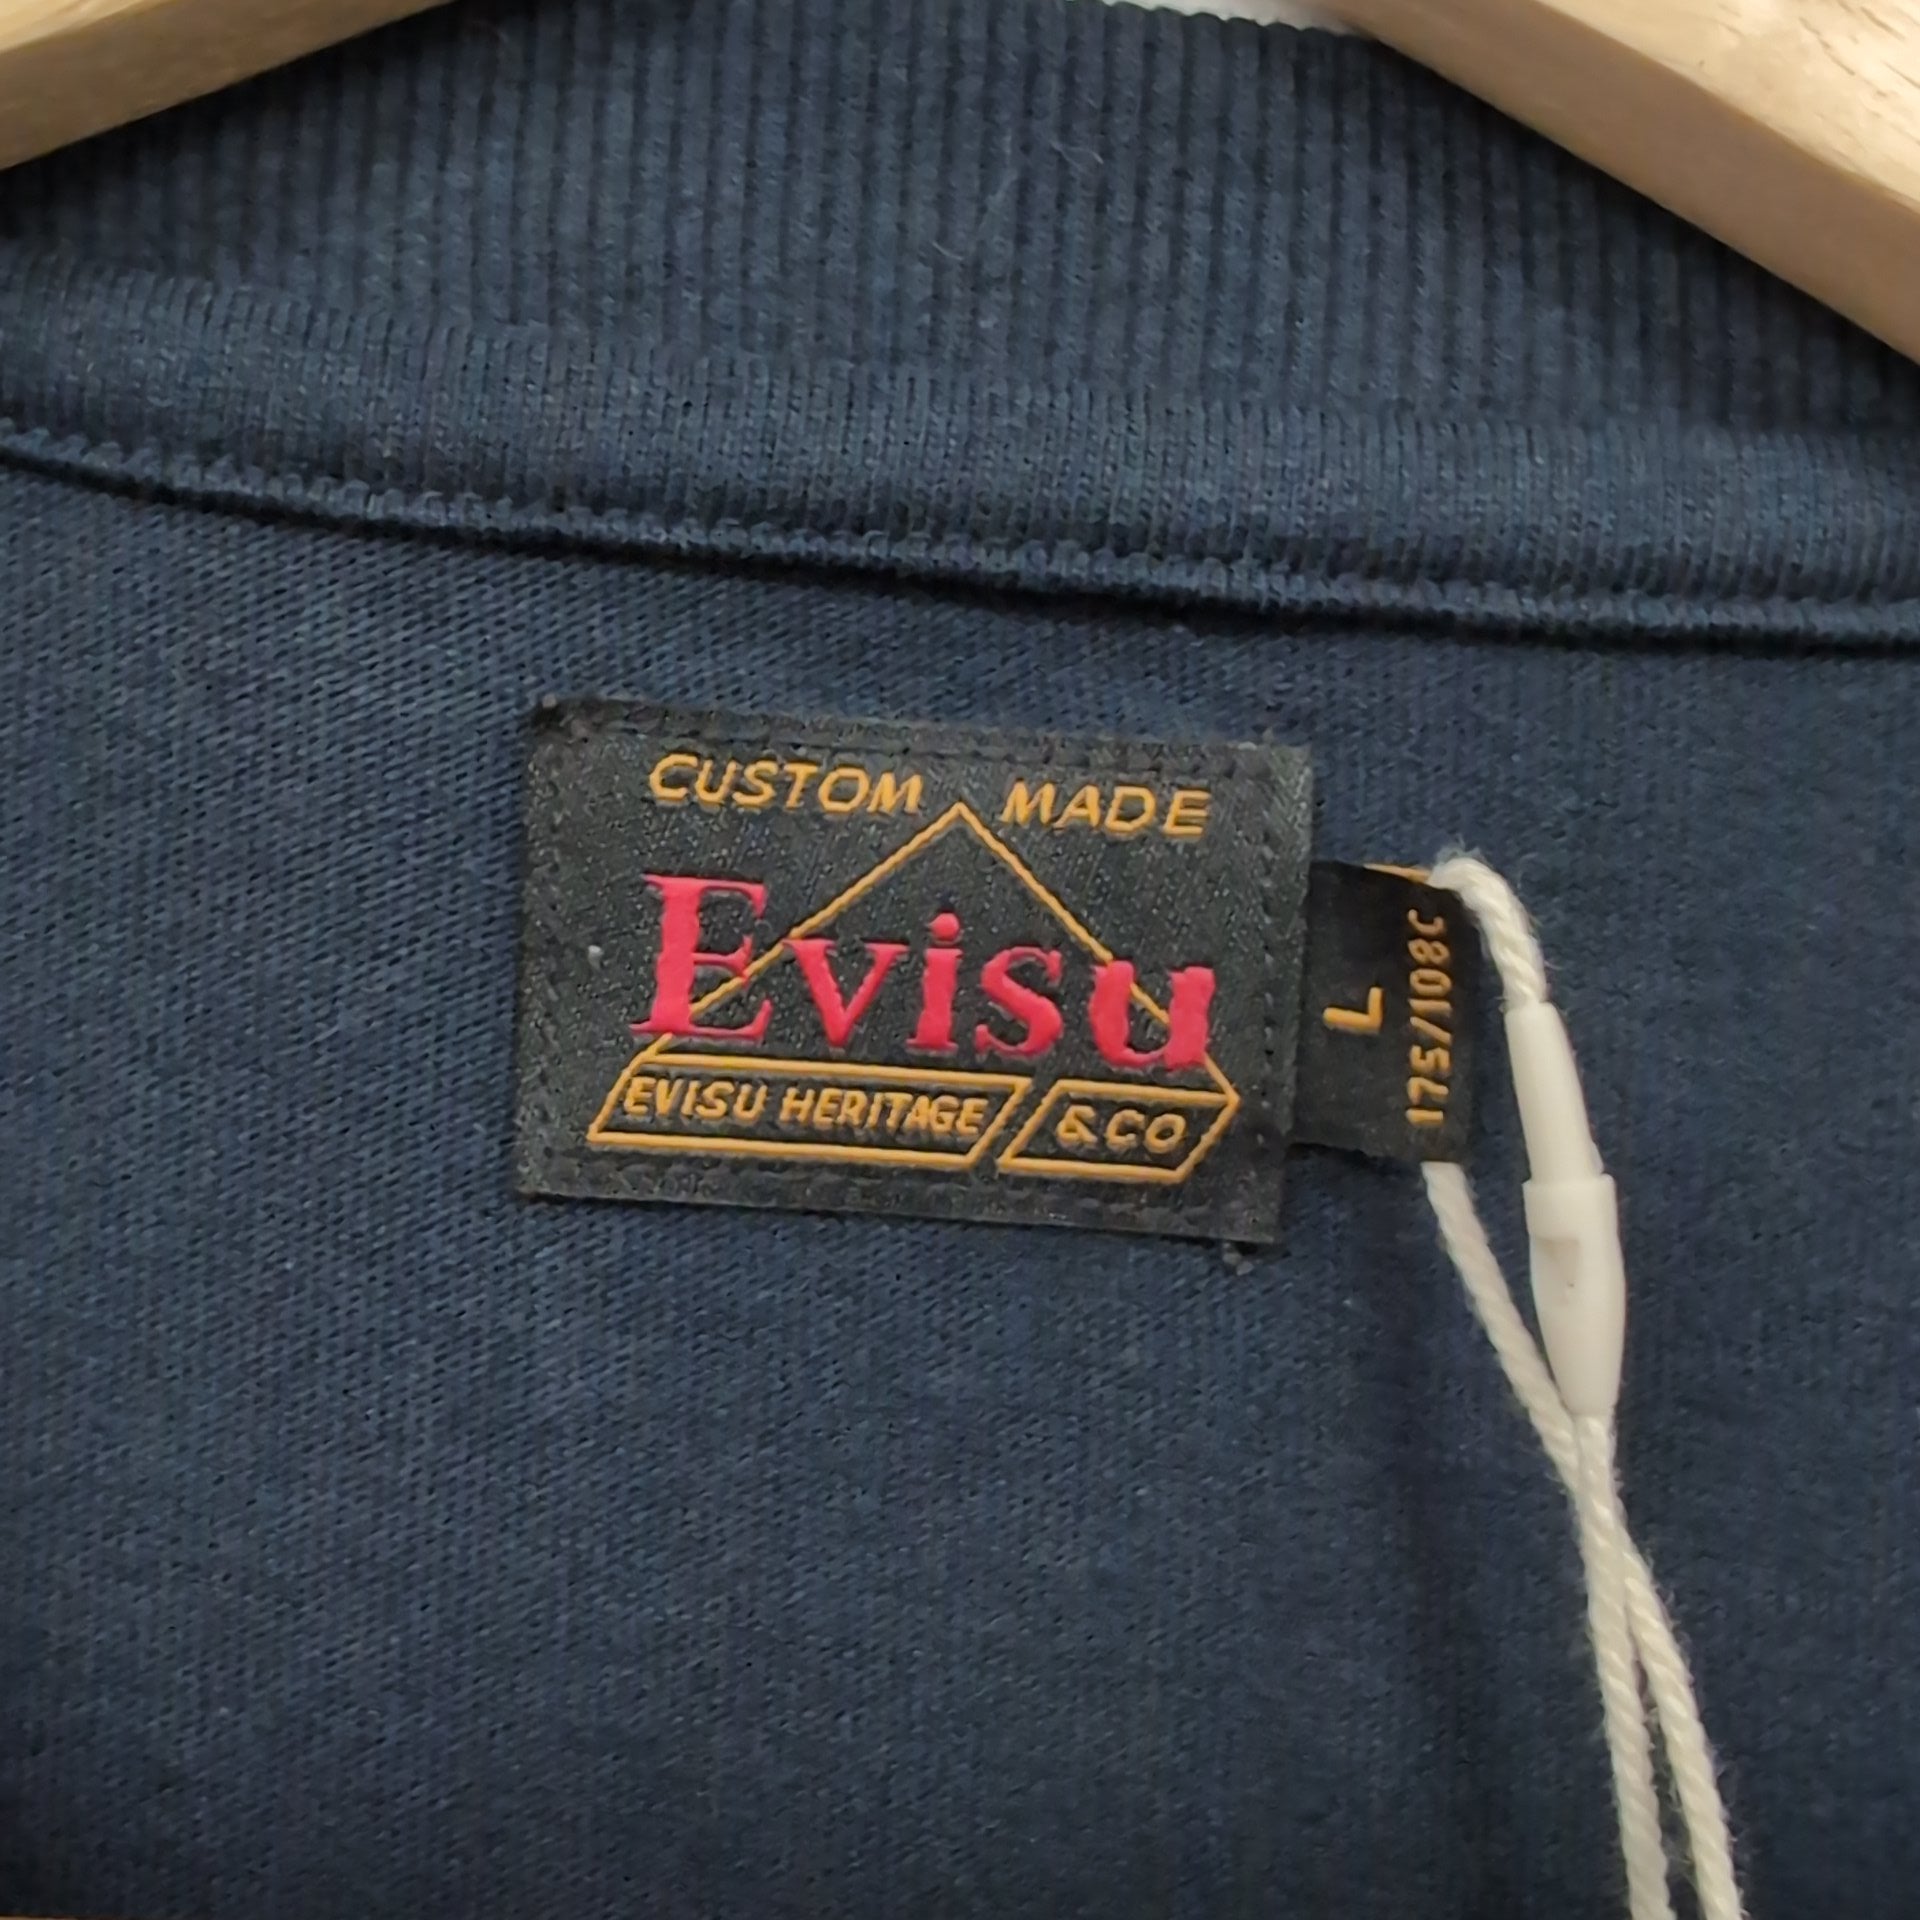 CUSTOM MADE
Evisu
EVISU HERITAGE & CO
L
175/108C